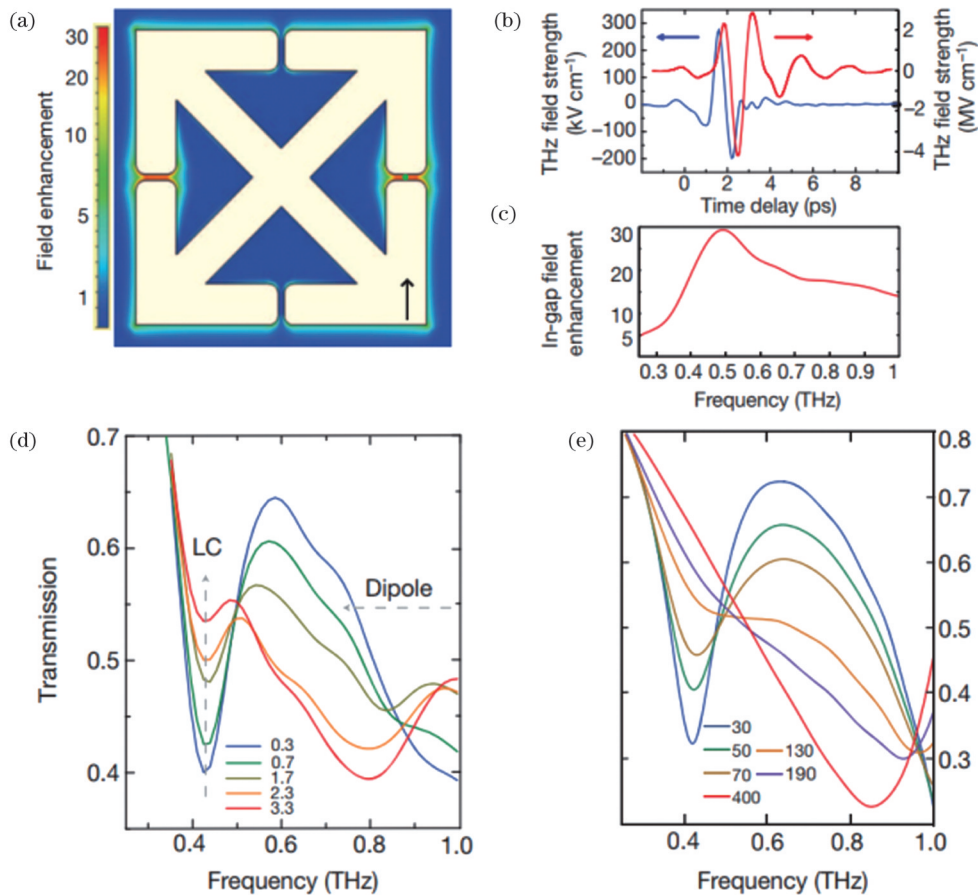 (a)
Field enhancement
30
20
10
5
1
(b)
THz field strength
(kV cm⁻¹)
300
200
100
0
−100
−200
2
0
−2
−4
THz field strength
(MV cm⁻¹)
0 2 4 6 8
Time delay (ps)
(c)
In-gap field
enhancement
30
20
10
5
0.3 0.4 0.5 0.6 0.7 0.8 0.9 1
Frequency (THz)
(d)
Transmission
0.7
0.6
0.5
0.4
LC
Dipole
0.3
0.7
1.7
2.3
3.3
0.4 0.6 0.8 1.0
Frequency (THz)
(e)
0.8
0.7
0.6
0.5
0.4
0.3
30
50 130
70 190
400
0.4 0.6 0.8 1.0
Frequency (THz)